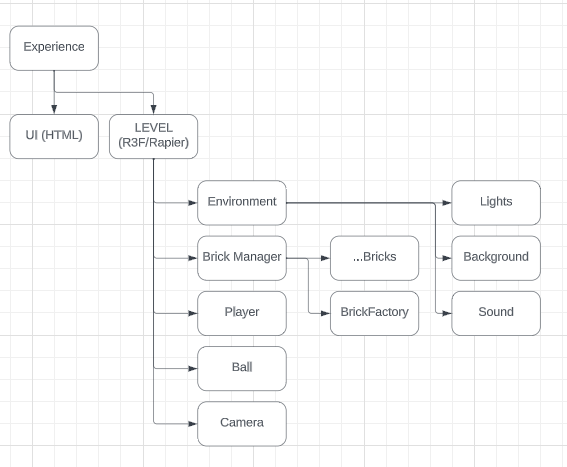 Experience
UI (HTML)
LEVEL
(R3F/Rapier)
Environment
Lights
Brick Manager
...Bricks
Background
Player
BrickFactory
Sound
Ball
Camera